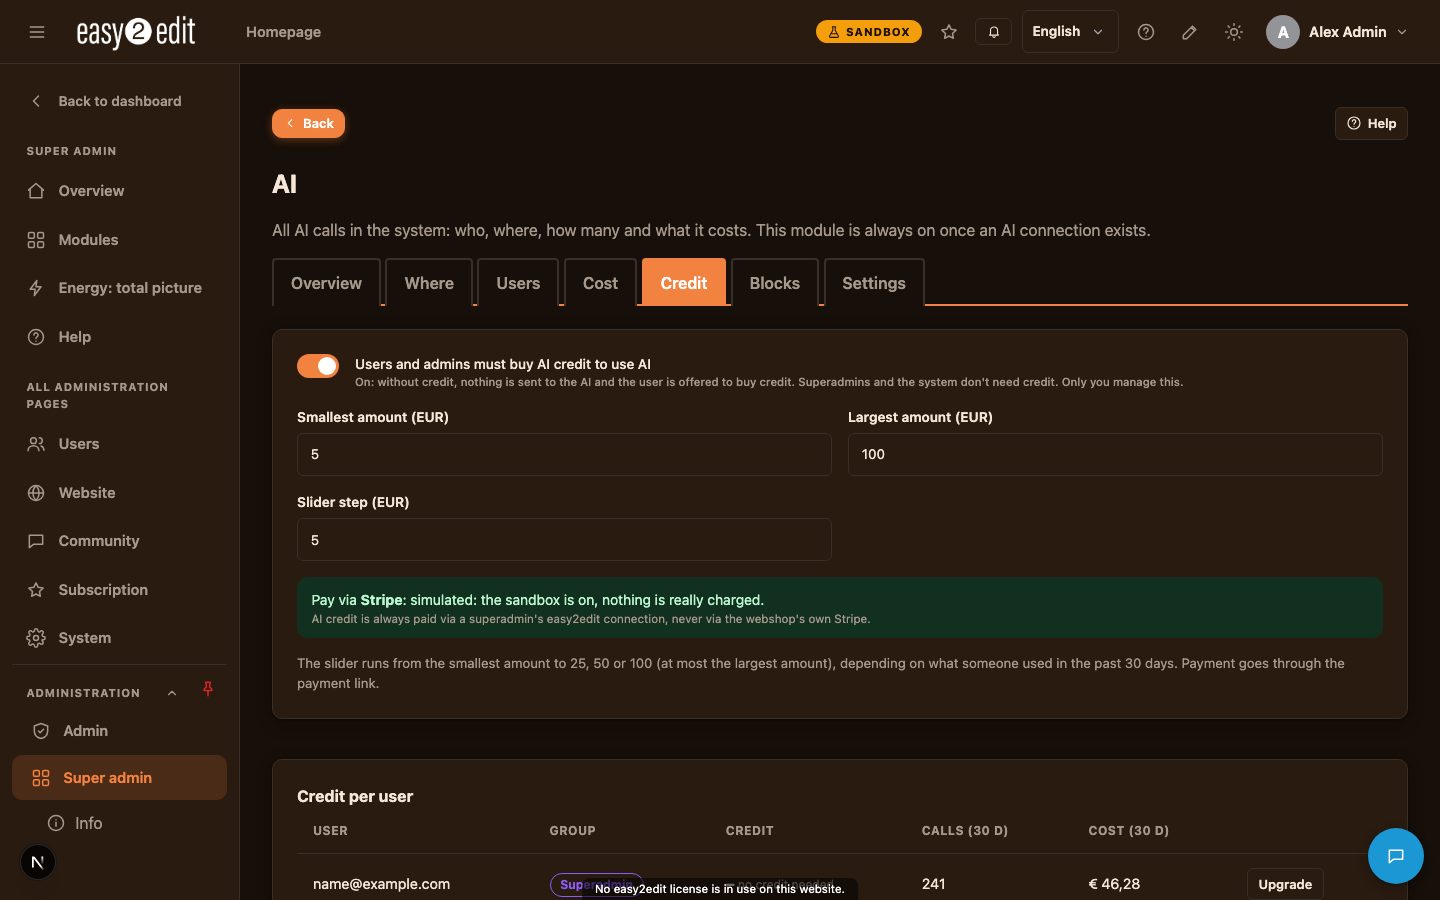 easy2edit
Homepage
SANDBOX
English
A
Alex Admin
Back to dashboard
SUPER ADMIN
Overview
Modules
Energy: total picture
Help
ALL ADMINISTRATION
PAGES
Users
Website
Community
Subscription
System
ADMINISTRATION
Admin
Super admin
Info
N
Back
Help
AI
All AI calls in the system: who, where, how many and what it costs. This module is always on once an AI connection exists.
Overview
Where
Users
Cost
Credit
Blocks
Settings
Users and admins must buy AI credit to use AI
On: without credit, nothing is sent to the AI and the user is offered to buy credit. Superadmins and the system don't need credit. Only you manage this.
Smallest amount (EUR)
Largest amount (EUR)
5
100
Slider step (EUR)
5
Pay via Stripe: simulated: the sandbox is on, nothing is really charged.
AI credit is always paid via a superadmin's easy2edit connection, never via the webshop's own Stripe.
The slider runs from the smallest amount to 25, 50 or 100 (at most the largest amount), depending on what someone used in the past 30 days. Payment goes through the
payment link.
Credit per user
USER
GROUP
CREDIT
CALLS (30 D)
COST (30 D)
name@example.com
241
€ 46,28
Upgrade
No easy2edit license is in use on this website.